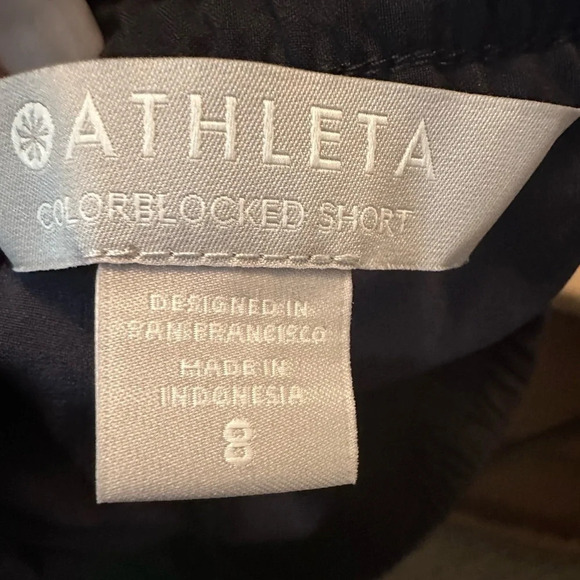 ATHLETA
COLORBLOCKED SHORT
DESIGNED IN
SAN FRANCISCO
MADE IN
INDONESIA
8